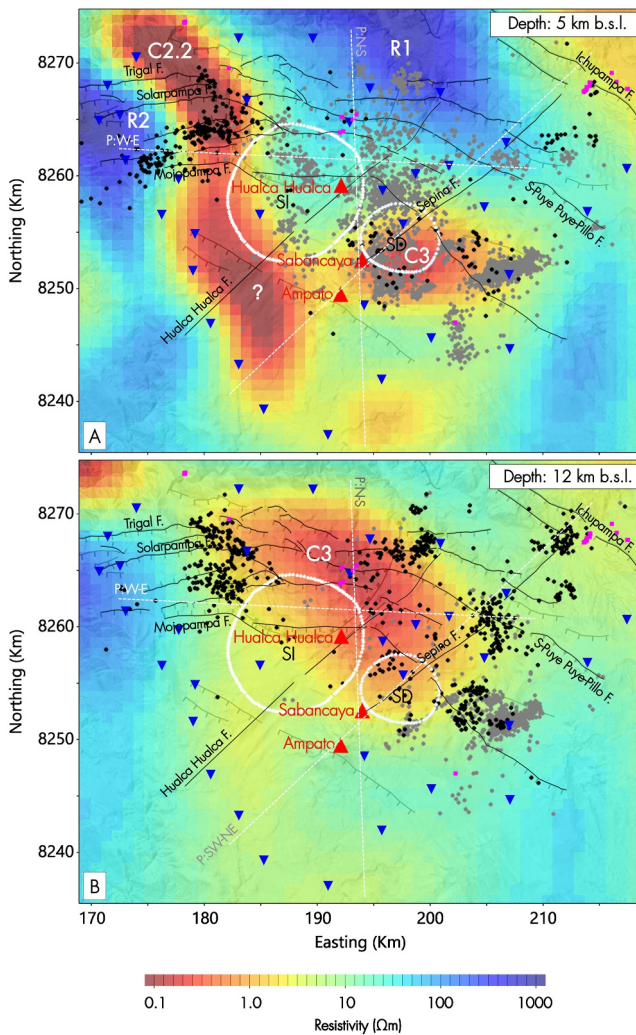 Depth: 5 km b.s.l.
8270
8260
8250
8240
Northing (Km)
C2.2
R1
R2
C3
Trigal F.
Solarpampa F.
P:W-E
P:N-S
Mojopampa F.
Hualca Hualca
SI
Sepina F.
Ichupampa F.
S-Puye Puye-Pillo F.
SD
Sabancaya
Ampato
Hualca Hualca F.
?
A
Depth: 12 km b.s.l.
8270
8260
8250
8240
Northing (Km)
C3
Trigal F.
Solarpampa
P:W-E
P:N-S
Mojopampa F.
Hualca Hualca
SI
Sepina F.
Ichupampa F.
S-Puye Puye-Pillo F.
SD
Sabancaya
Ampato
Hualca Hualca F.
P:SW-NE
B
170 180 190 200 210
Easting (Km)
0.1 1.0 10 100 1000
Resistivity (Ωm)